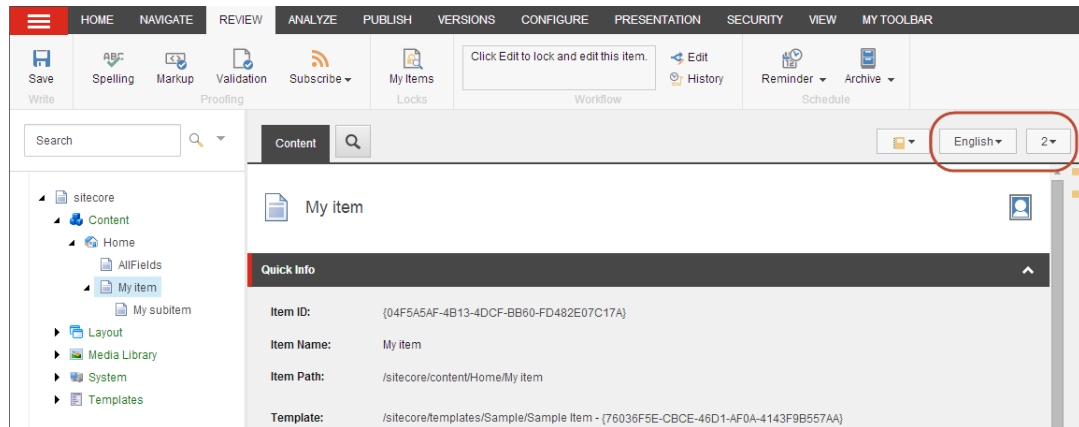 HOME NAVIGATE REVIEW ANALYZE PUBLISH VERSIONS CONFIGURE PRESENTATION SECURITY VIEW MY TOOLBAR
Click Edit to lock and edit this item. Edit
Save Spelling Markup Validation Subscribe My Items History Reminder Archive
Write Proofing Locks Workflow Schedule
Search Content English 2
sitecore
Content
Home
AllFields
My item
My subitem
Layout
Media Library
System
Templates
My item
Quick Info
Item ID: {04F5A5AF-4B13-4DCF-BB60-FD482E07C17A}
Item Name: My item
Item Path: /sitecore/content/Home/My item
Template: /sitecore/templates/Sample/Sample Item - {76036F5E-CBCE-46D1-AF0A-4143F9B557AA}